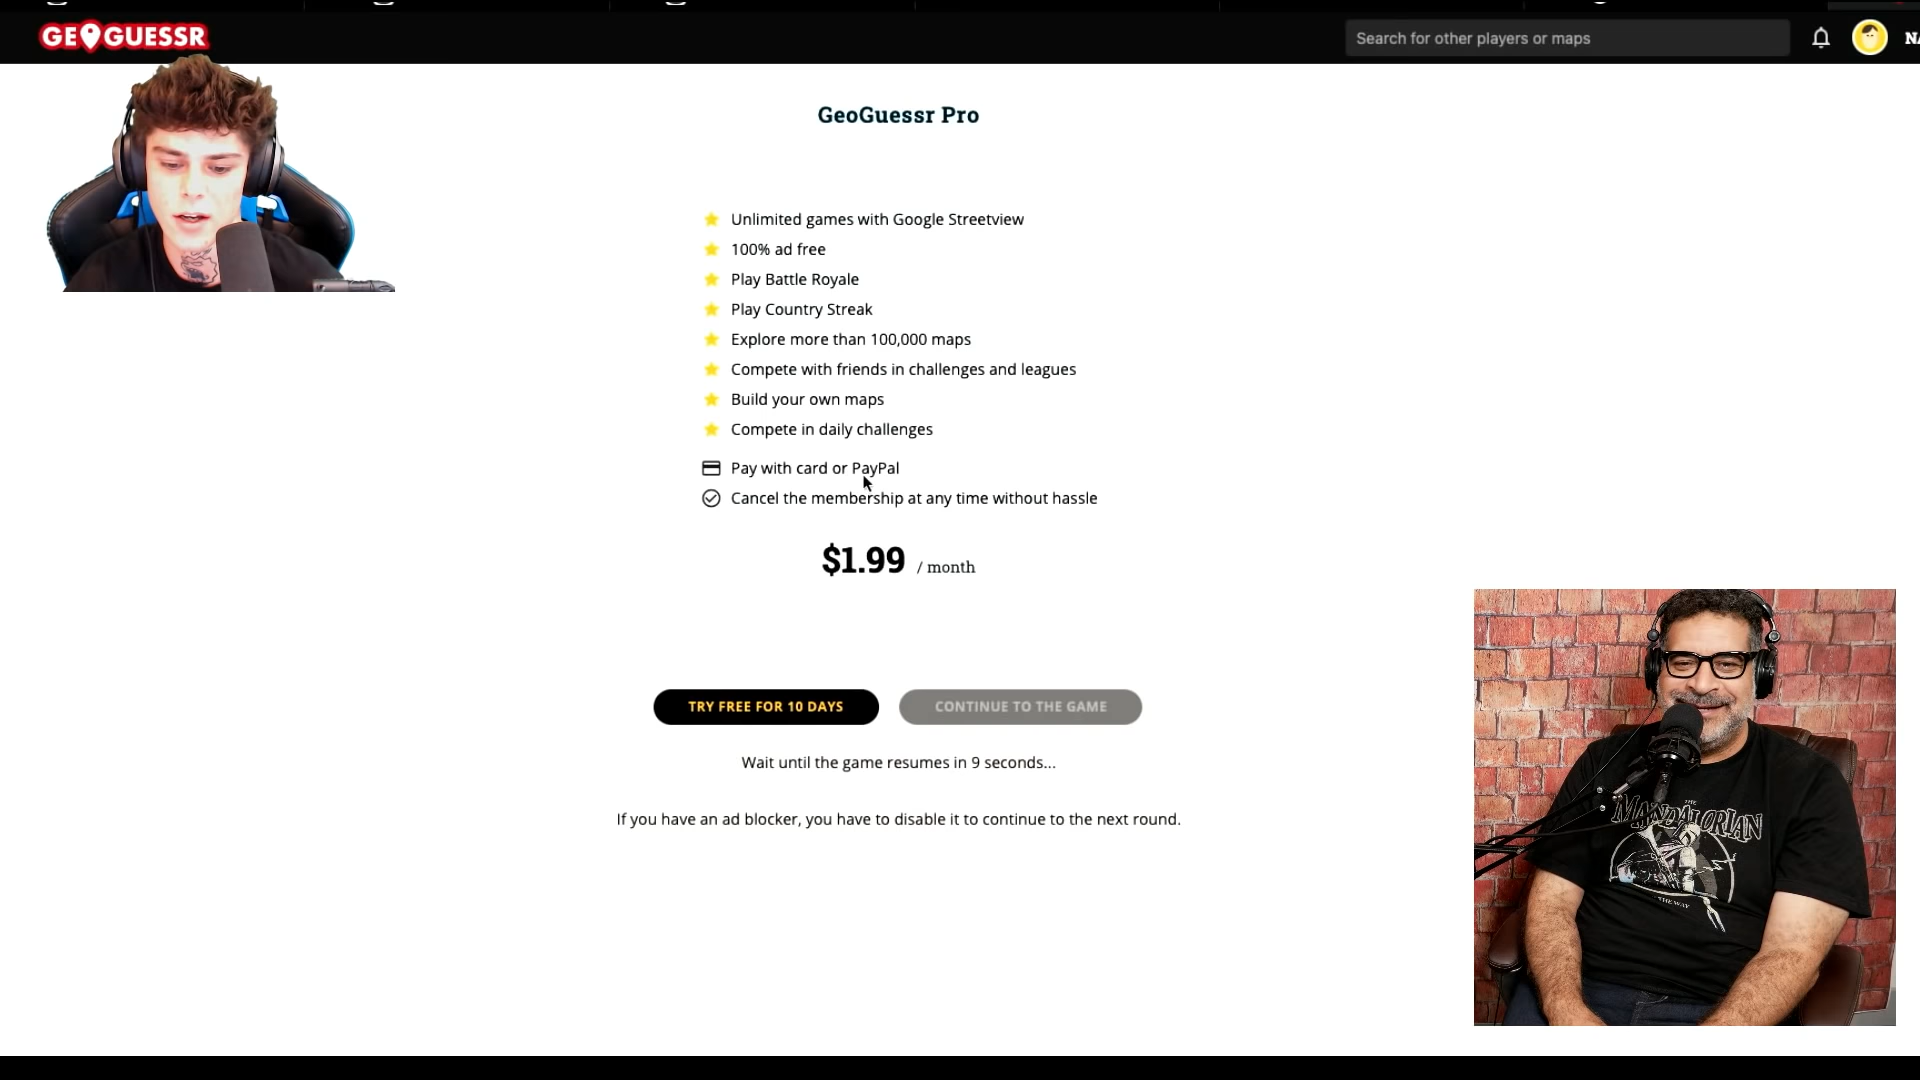 GEOGUESSR
Search for other players or maps
GeoGuessr Pro
Unlimited games with Google Streetview
100% ad free
Play Battle Royale
Play Country Streak
Explore more than 100,000 maps
Compete with friends in challenges and leagues
Build your own maps
Compete in daily challenges
Pay with card or PayPal
Cancel the membership at any time without hassle
$1.99 / month
TRY FREE FOR 10 DAYS
CONTINUE TO THE GAME
Wait until the game resumes in 9 seconds...
If you have an ad blocker, you have to disable it to continue to the next round.
THE
MANDALORIAN
THE WAY